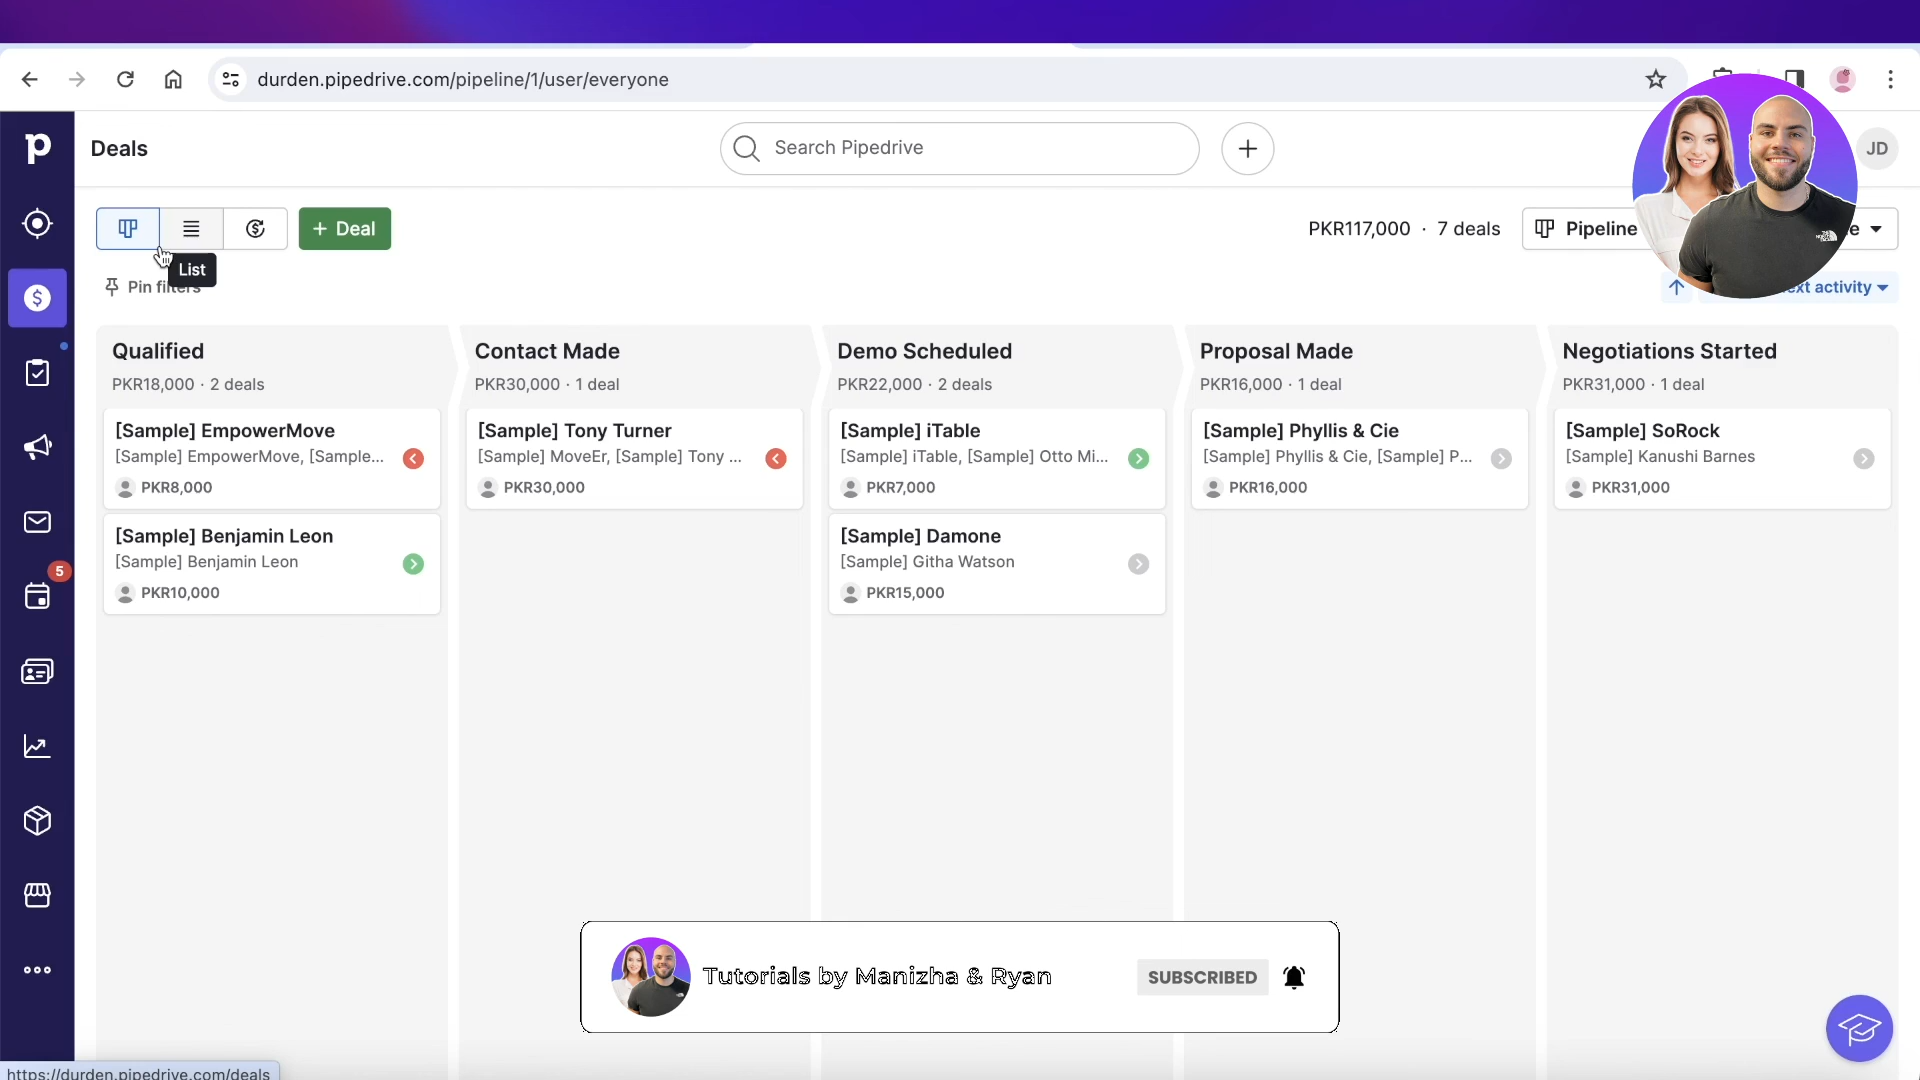 durden.pipedrive.com/pipeline/1/user/everyone
p
Deals
Search Pipedrive
JD
+ Deal
PKR117,000 · 7 deals
Pipeline
e
List
Pin filters
ext activity
Qualified
PKR18,000 · 2 deals
[Sample] EmpowerMove
[Sample] EmpowerMove, [Sample...
PKR8,000
[Sample] Benjamin Leon
[Sample] Benjamin Leon
PKR10,000
Contact Made
PKR30,000 · 1 deal
[Sample] Tony Turner
[Sample] MoveEr, [Sample] Tony ...
PKR30,000
Demo Scheduled
PKR22,000 · 2 deals
[Sample] iTable
[Sample] iTable, [Sample] Otto Mi...
PKR7,000
[Sample] Damone
[Sample] Githa Watson
PKR15,000
Proposal Made
PKR16,000 · 1 deal
[Sample] Phyllis & Cie
[Sample] Phyllis & Cie, [Sample] P...
PKR16,000
Negotiations Started
PKR31,000 · 1 deal
[Sample] SoRock
[Sample] Kanushi Barnes
PKR31,000
5
Tutorials by Manizha & Ryan
SUBSCRIBED
https://durden.pipedrive.com/deals